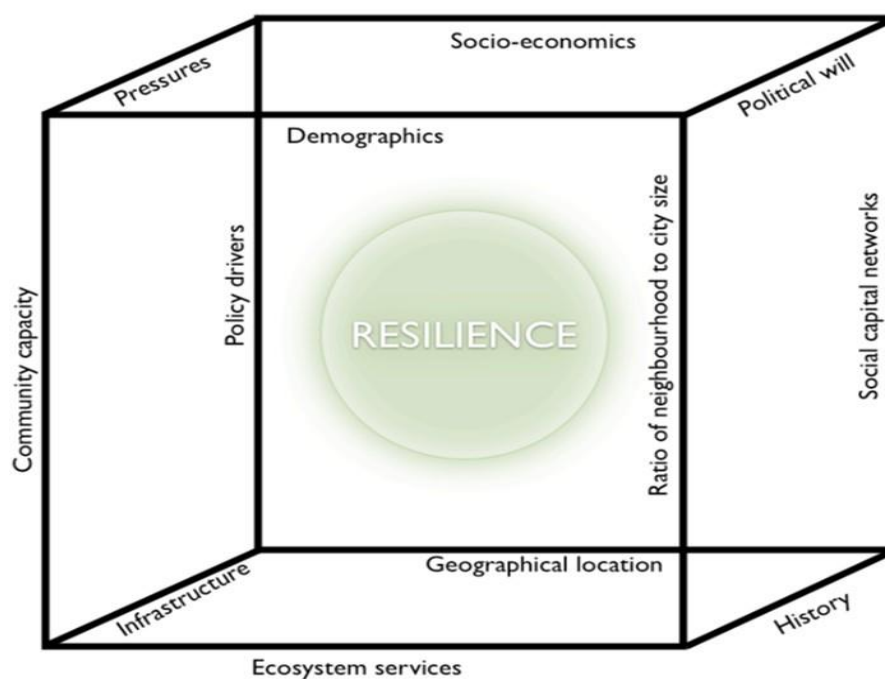 Socio-economics
Pressures
Political will
Demographics
Policy drivers
Ratio of neighbourhood to city size
Social capital networks
Community capacity
RESILIENCE
Geographical location
Infrastructure
History
Ecosystem services